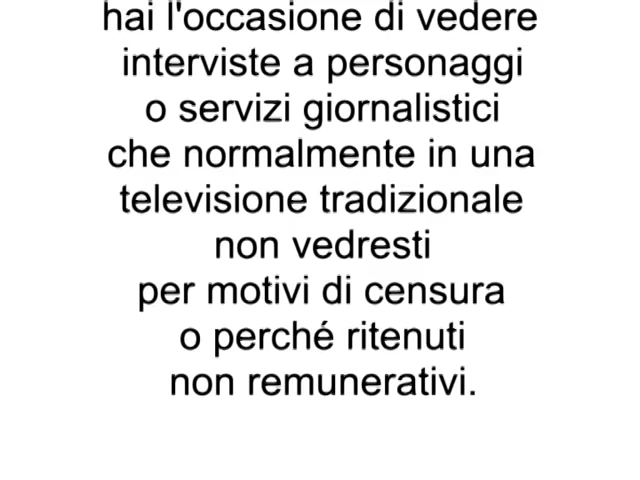 hai l'occasione di vedere
interviste a personaggi
o servizi giornalistici
che normalmente in una
televisione tradizionale
non vedresti
per motivi di censura
o perché ritenuti
non remunerativi.